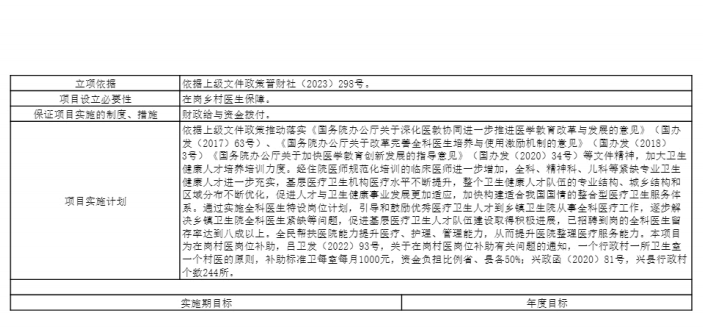 立项依据 依据上级文件政策晋财社（2023）298号。
项目设立必要性 在岗乡村医生保障。
保证项目实施的制度、措施 财政给与资金拨付。
依据上级文件政策推动落实《国务院办公厅关于深化医教协同进一步推进医学教育改革与发展的意见》（国办
发（2017）63号）、《国务院办公厅关于改革完善全科医生培养与使用激励机制的意见》（国办发（2018）
3号）《国务院办公厅关于加快医学教育创新发展的指导意见》（国办发（2020）34号）等文件精神，加大卫生
健康人才培养培训力度。经住院医师规范化培训的临床医师进一步增加，全科、精神科、儿科等紧缺专业卫生
健康人才进一步充实，基层医疗卫生机构医疗水平不断提升，整个卫生健康人才队伍的专业结构、城乡结构和
区域分布不断优化，促进人才与卫生健康事业发展更加适应，加快构建适合我国国情的整合型医疗卫生服务体
项目实施计划 系。通过实施全科医生特设岗位计划，引导和鼓励优秀医疗卫生人才到乡镇卫生院从事全科医疗工作，逐步解
决乡镇卫生院全科医生紧缺等问题，促进基层医疗卫生人才队伍建设取得积极进展，已招聘到岗的全科医生留
存率达到八成以上，全民帮扶医院能力提升医疗、护理、管理能力，从而提升医院整理医疗服务能力。本项目
为在岗村医岗位补助，吕卫发（2022）93号，关于在岗村医岗位补助有关问题的通知，一个行政村一所卫生室
一个村医的原则，补助标准卫每室每月1000元，资金负担比例省、县各50%；兴政函（2020）81号，兴县行政村
个数244所。
实施期目标 年度目标